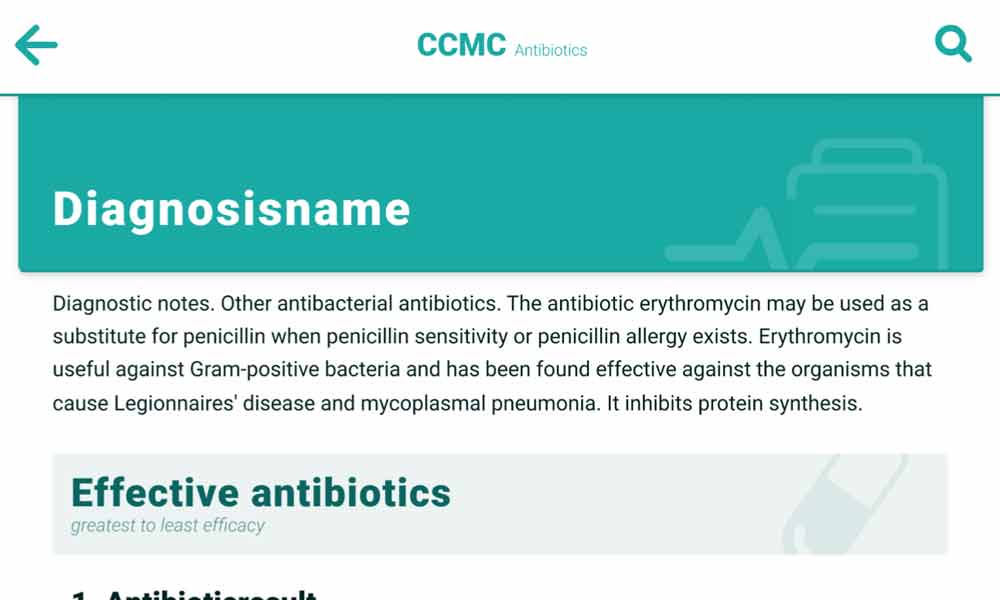 CCMC Antibiotics
Diagnosisname
Diagnostic notes. Other antibacterial antibiotics. The antibiotic erythromycin may be used as a
substitute for penicillin when penicillin sensitivity or penicillin allergy exists. Erythromycin is
useful against Gram-positive bacteria and has been found effective against the organisms that
cause Legionnaires' disease and mycoplasmal pneumonia. It inhibits protein synthesis.
Effective antibiotics
greatest to least efficacy
1. Antibioticresult